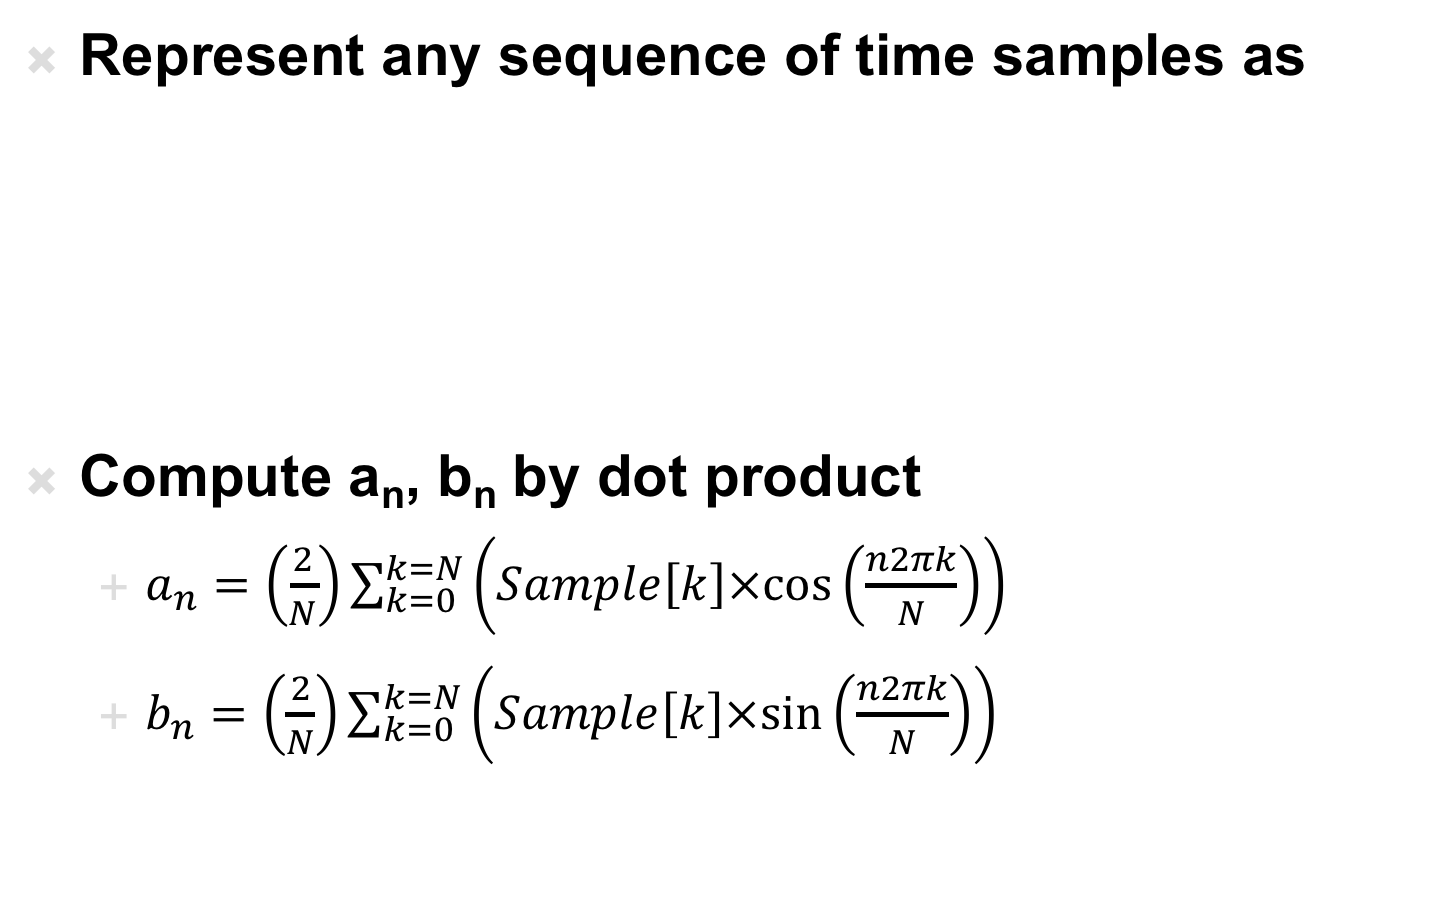 × Represent any sequence of time samples as
× Compute aₙ, bₙ by dot product
+ 𝑎ₙ = (2/N) ∑ₖ₌₀ᵏ⁼ᴺ (Sample[k]×cos(n2πk/N))
+ 𝑏ₙ = (2/N) ∑ₖ₌₀ᵏ⁼ᴺ (Sample[k]×sin(n2πk/N))